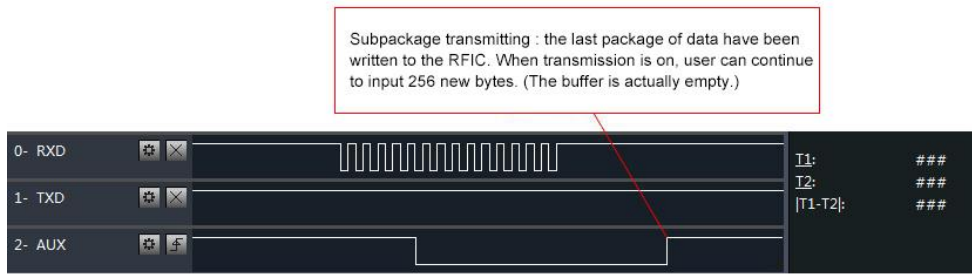 Subpackage transmitting : the last package of data have been
written to the RFIC. When transmission is on, user can continue
to input 256 new bytes. (The buffer is actually empty.)
0- RXD
T1: ###
T2: ###
1- TXD
|T1-T2|: ###
2- AUX